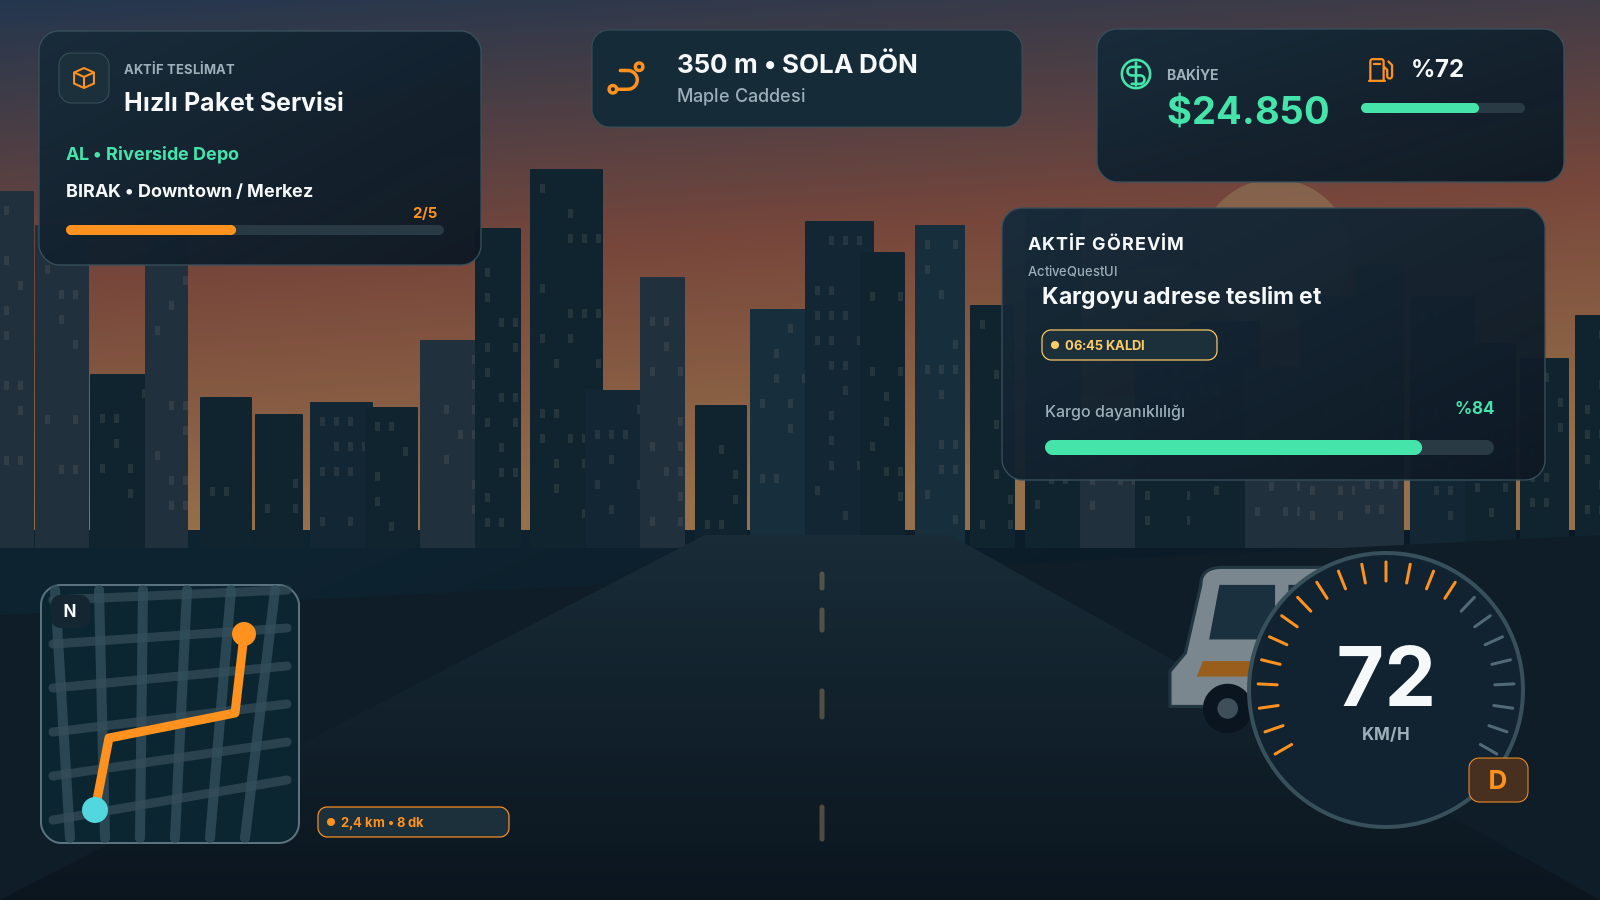 AKTİF TESLİMAT
Hızlı Paket Servisi
AL • Riverside Depo
BIRAK • Downtown / Merkez
2/5
350 m • SOLA DÖN
Maple Caddesi
BAKİYE
$24.850
%72
AKTİF GÖREVİM
ActiveQuestUI
Kargoyu adrese teslim et
06:45 KALDI
Kargo dayanıklılığı
%84
N
2,4 km • 8 dk
72
KM/H
D